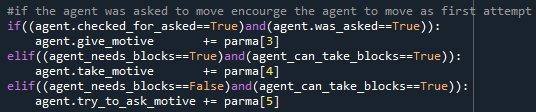 #if the agent was asked to move encourge the agent to move as first attempt
if((agent.checked_for_asked==True)and(agent.was_asked==True)):
    agent.give_motive       += parma[3]
elif((agent_needs_blocks==True)and(agent_can_take_blocks==True)):
    agent.take_motive       += parma[4]
elif((agent_needs_blocks==False)and(agent_can_take_blocks==True)):
    agent.try_to_ask_motive += parma[5]